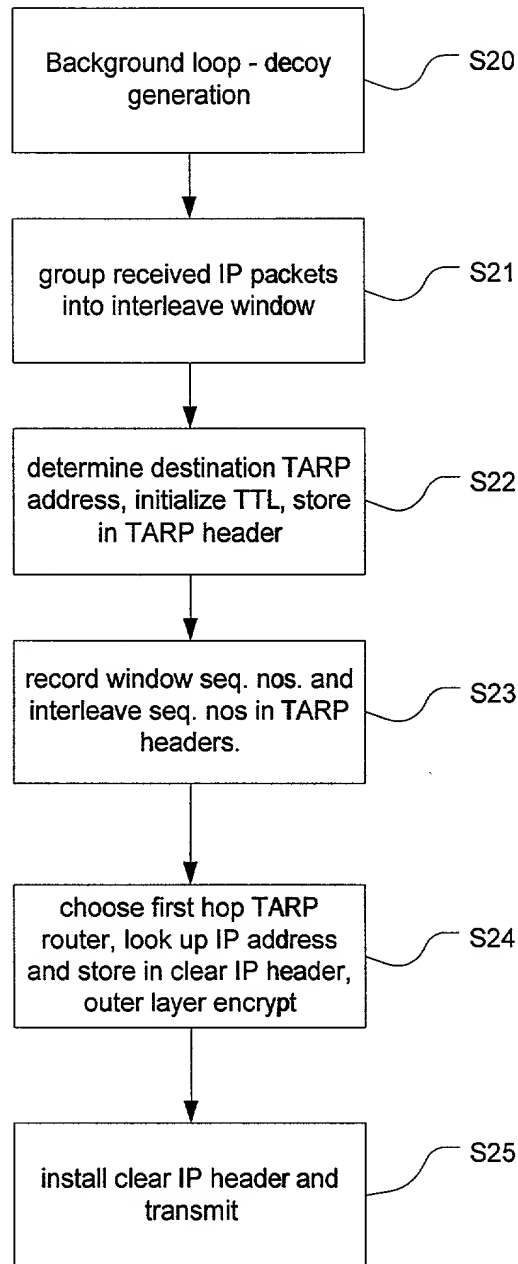 Background loop - decoy
generation
S20
group received IP packets
into interleave window
S21
determine destination TARP
address, initialize TTL, store
in TARP header
S22
record window seq. nos. and
interleave seq. nos in TARP
headers.
S23
choose first hop TARP
router, look up IP address
and store in clear IP header,
outer layer encrypt
S24
install clear IP header and
transmit
S25